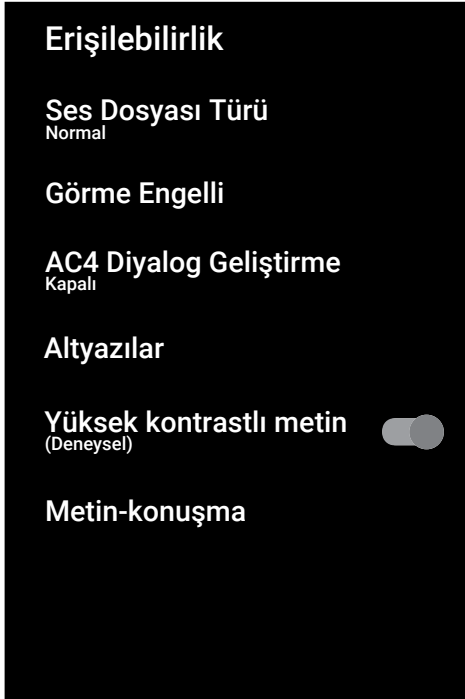 Erişilebilirlik
Ses Dosyası Türü
Normal
Görme Engelli
AC4 Diyalog Geliştirme
Kapalı
Altyazılar
Yüksek kontrastlı metin
(Deneysel)
Metin-konuşma